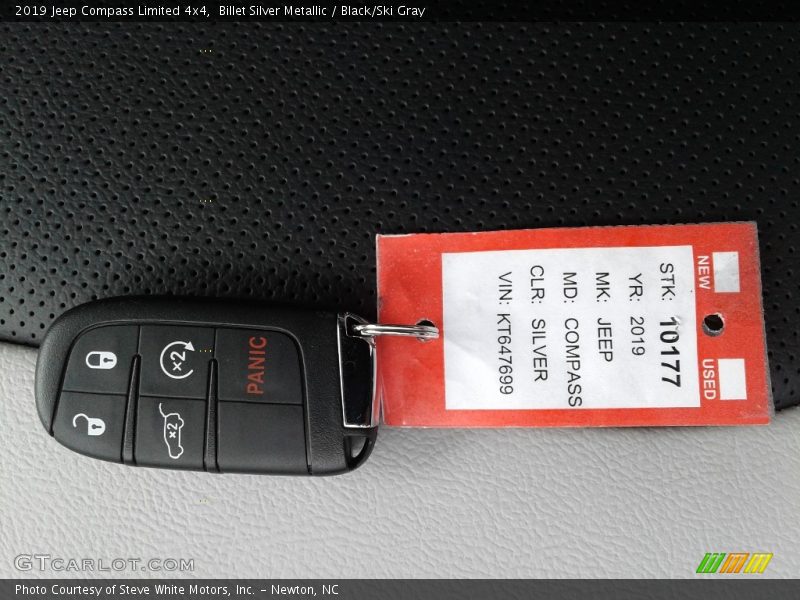 2019 Jeep Compass Limited 4x4,  Billet Silver Metallic / Black/Ski Gray
PANIC
x2
x2
NEW
USED
STK: 10177
YR: 2019
MK: JEEP
MD: COMPASS
CLR: SILVER
VIN: KT647699
GTCARLOT.COM
Photo Courtesy of Steve White Motors, Inc. - Newton, NC